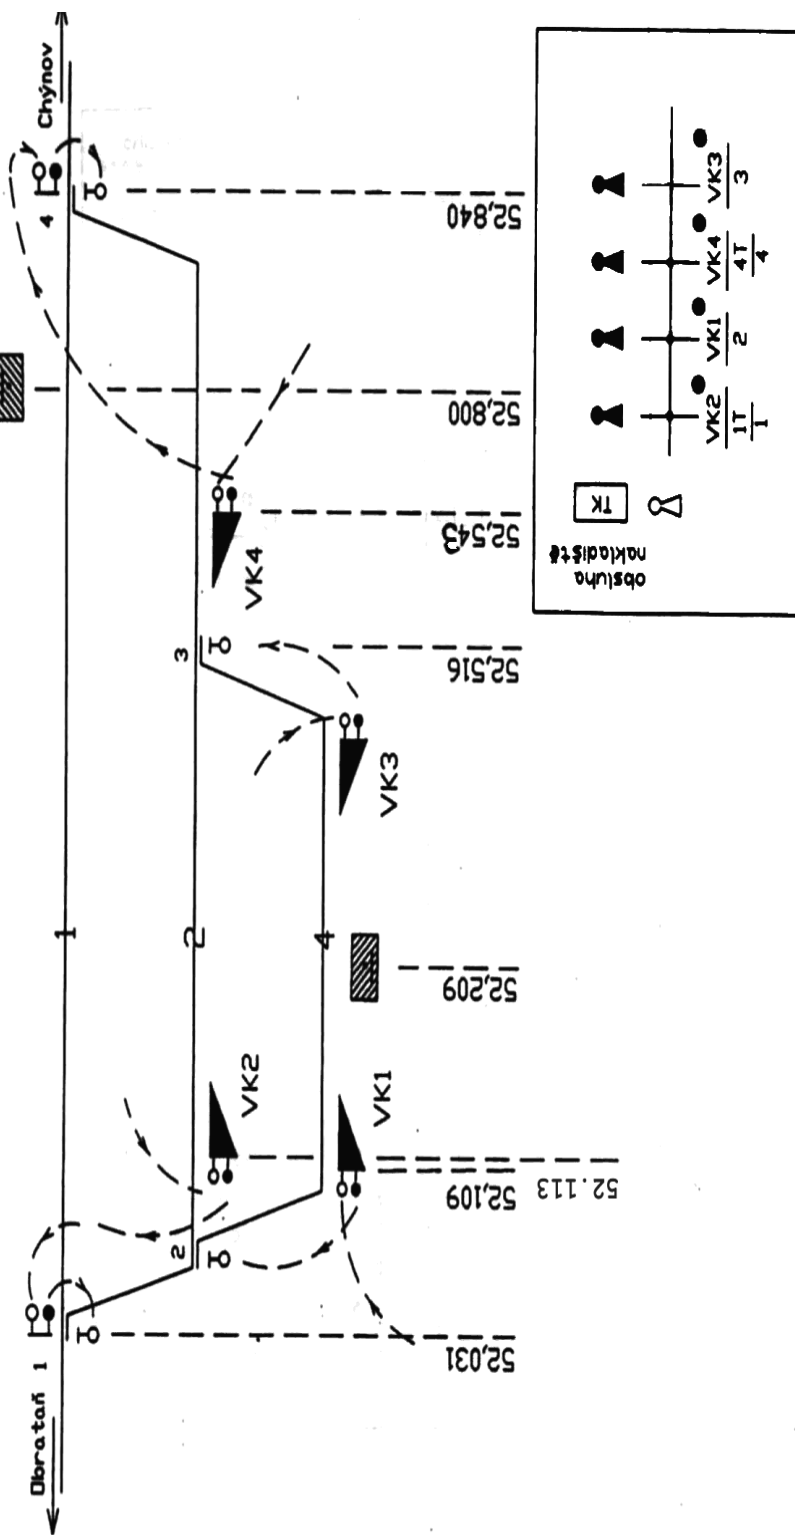 Chýnov
4
52,840
52,800
52,543
VK4
3
52,516
VK3
1
2
4
52,209
VK2
VK1
52.113
52,109
2
52,031
Obrataň 1
obsluha
nakladiště
TK
VK2
1T
1
VK1
2
VK4
4T
4
VK3
3